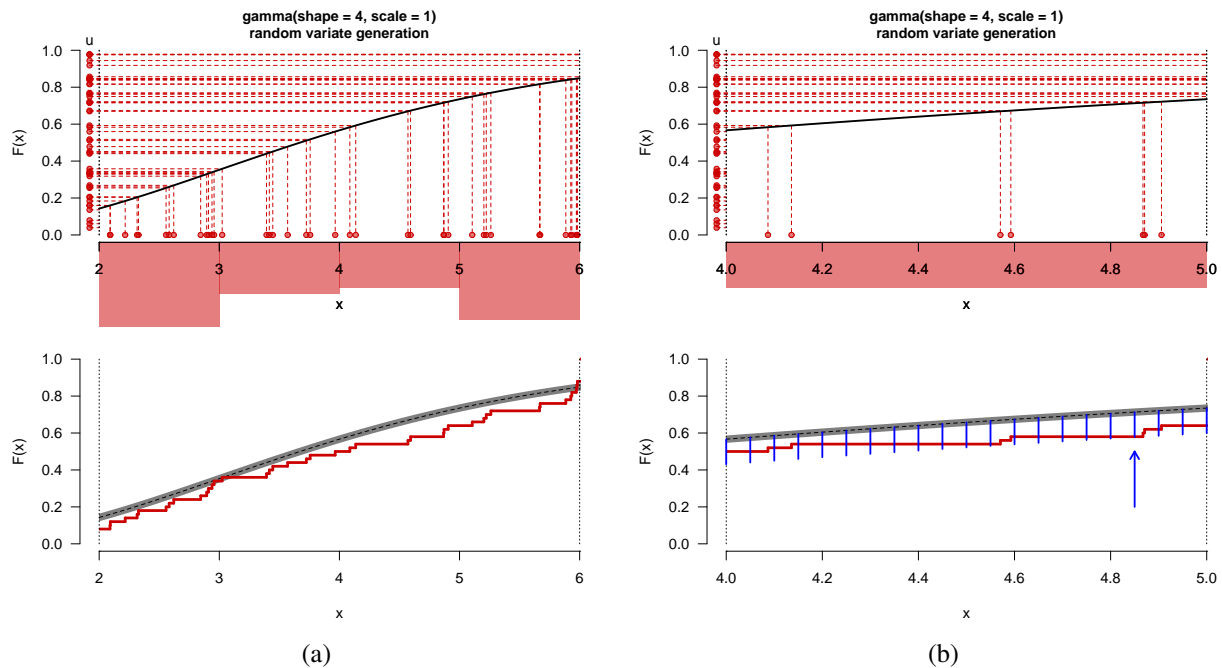 gamma(shape = 4, scale = 1)
random variate generation
u
1.0
0.8
0.6
0.4
0.2
0.0
F(x)
2 3 4 5 6
x
1.0
0.8
0.6
0.4
0.2
0.0
F(x)
2 3 4 5 6
x
(a)
gamma(shape = 4, scale = 1)
random variate generation
u
1.0
0.8
0.6
0.4
0.2
0.0
F(x)
4.0 4.2 4.4 4.6 4.8 5.0
x
1.0
0.8
0.6
0.4
0.2
0.0
F(x)
4.0 4.2 4.4 4.6 4.8 5.0
x
(b)